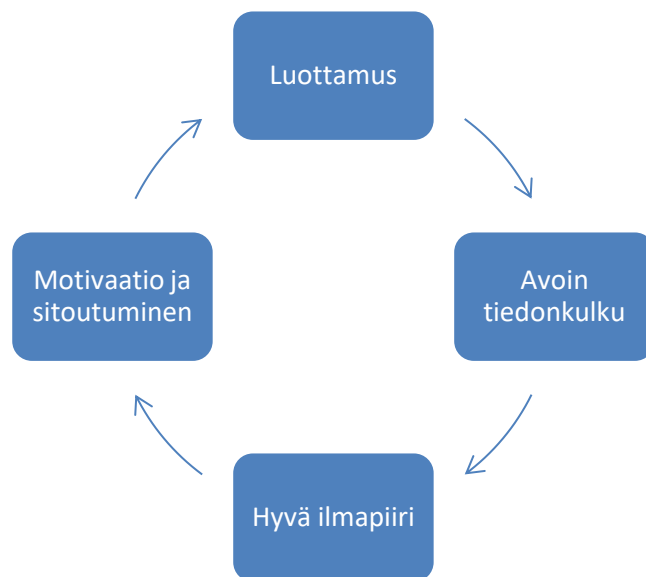 Luottamus
Avoin
tiedonkulku
Hyvä ilmapiiri
Motivaatio ja
sitoutuminen